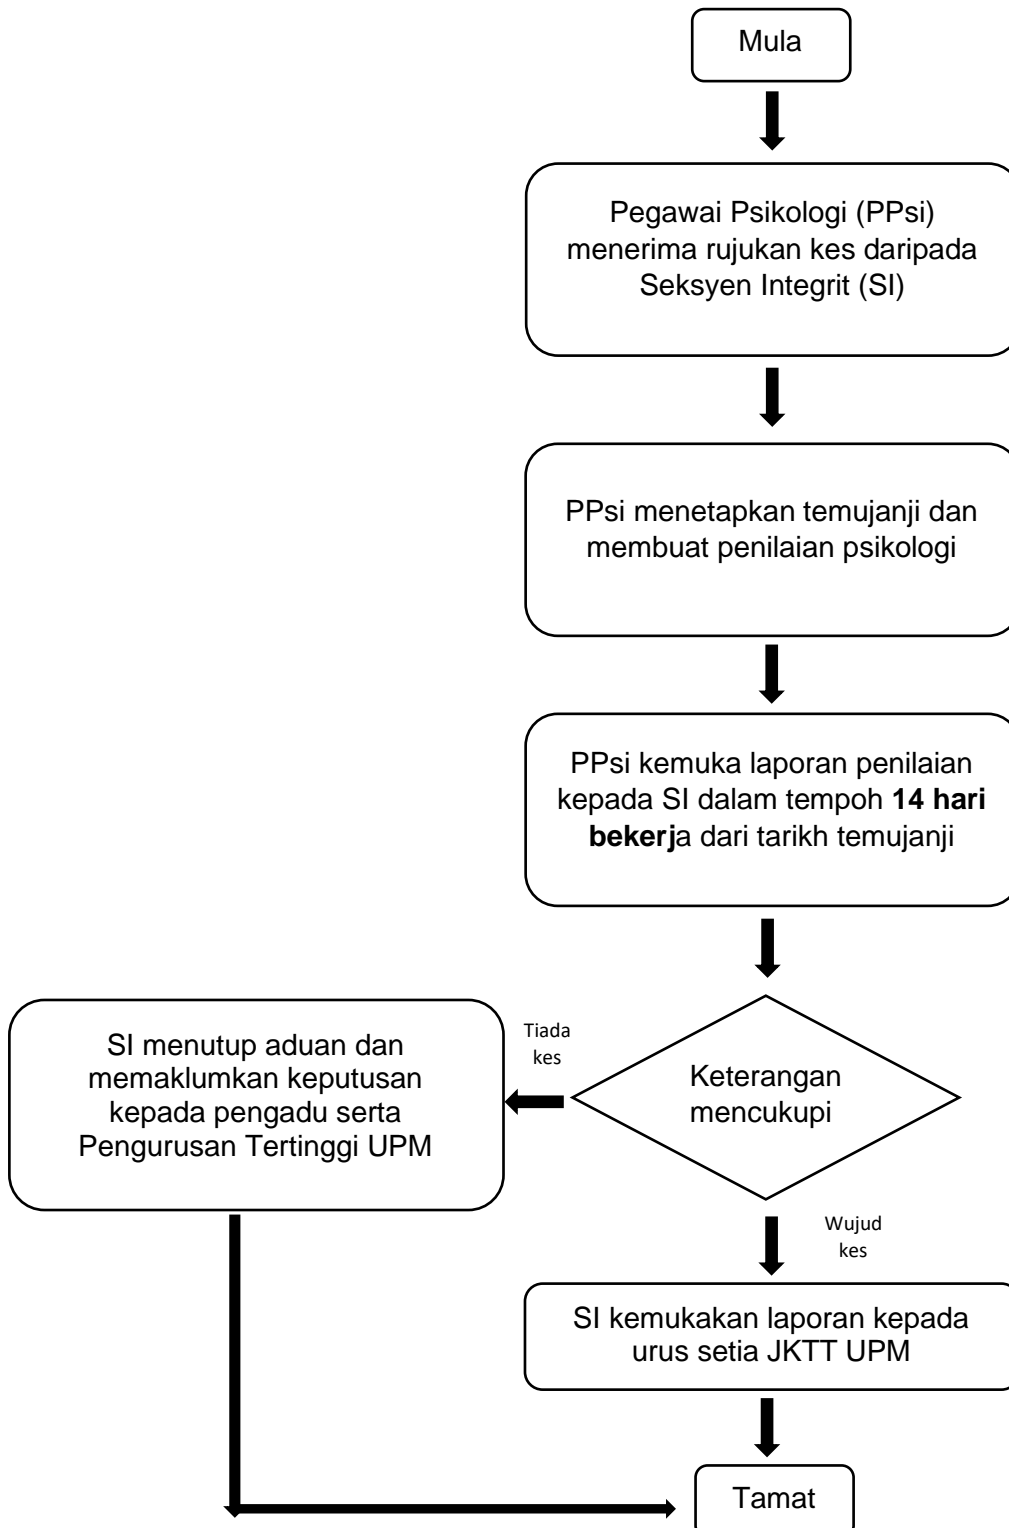 Mula
Pegawai Psikologi (PPsi)
menerima rujukan kes daripada
Seksyen Integrit (SI)
PPsi menetapkan temujanji dan
membuat penilaian psikologi
PPsi kemuka laporan penilaian
kepada SI dalam tempoh 14 hari
bekerja dari tarikh temujanji
Keterangan
mencukupi
Tiada
kes
SI menutup aduan dan
memaklumkan keputusan
kepada pengadu serta
Pengurusan Tertinggi UPM
Wujud
kes
SI kemukakan laporan kepada
urus setia JKTT UPM
Tamat